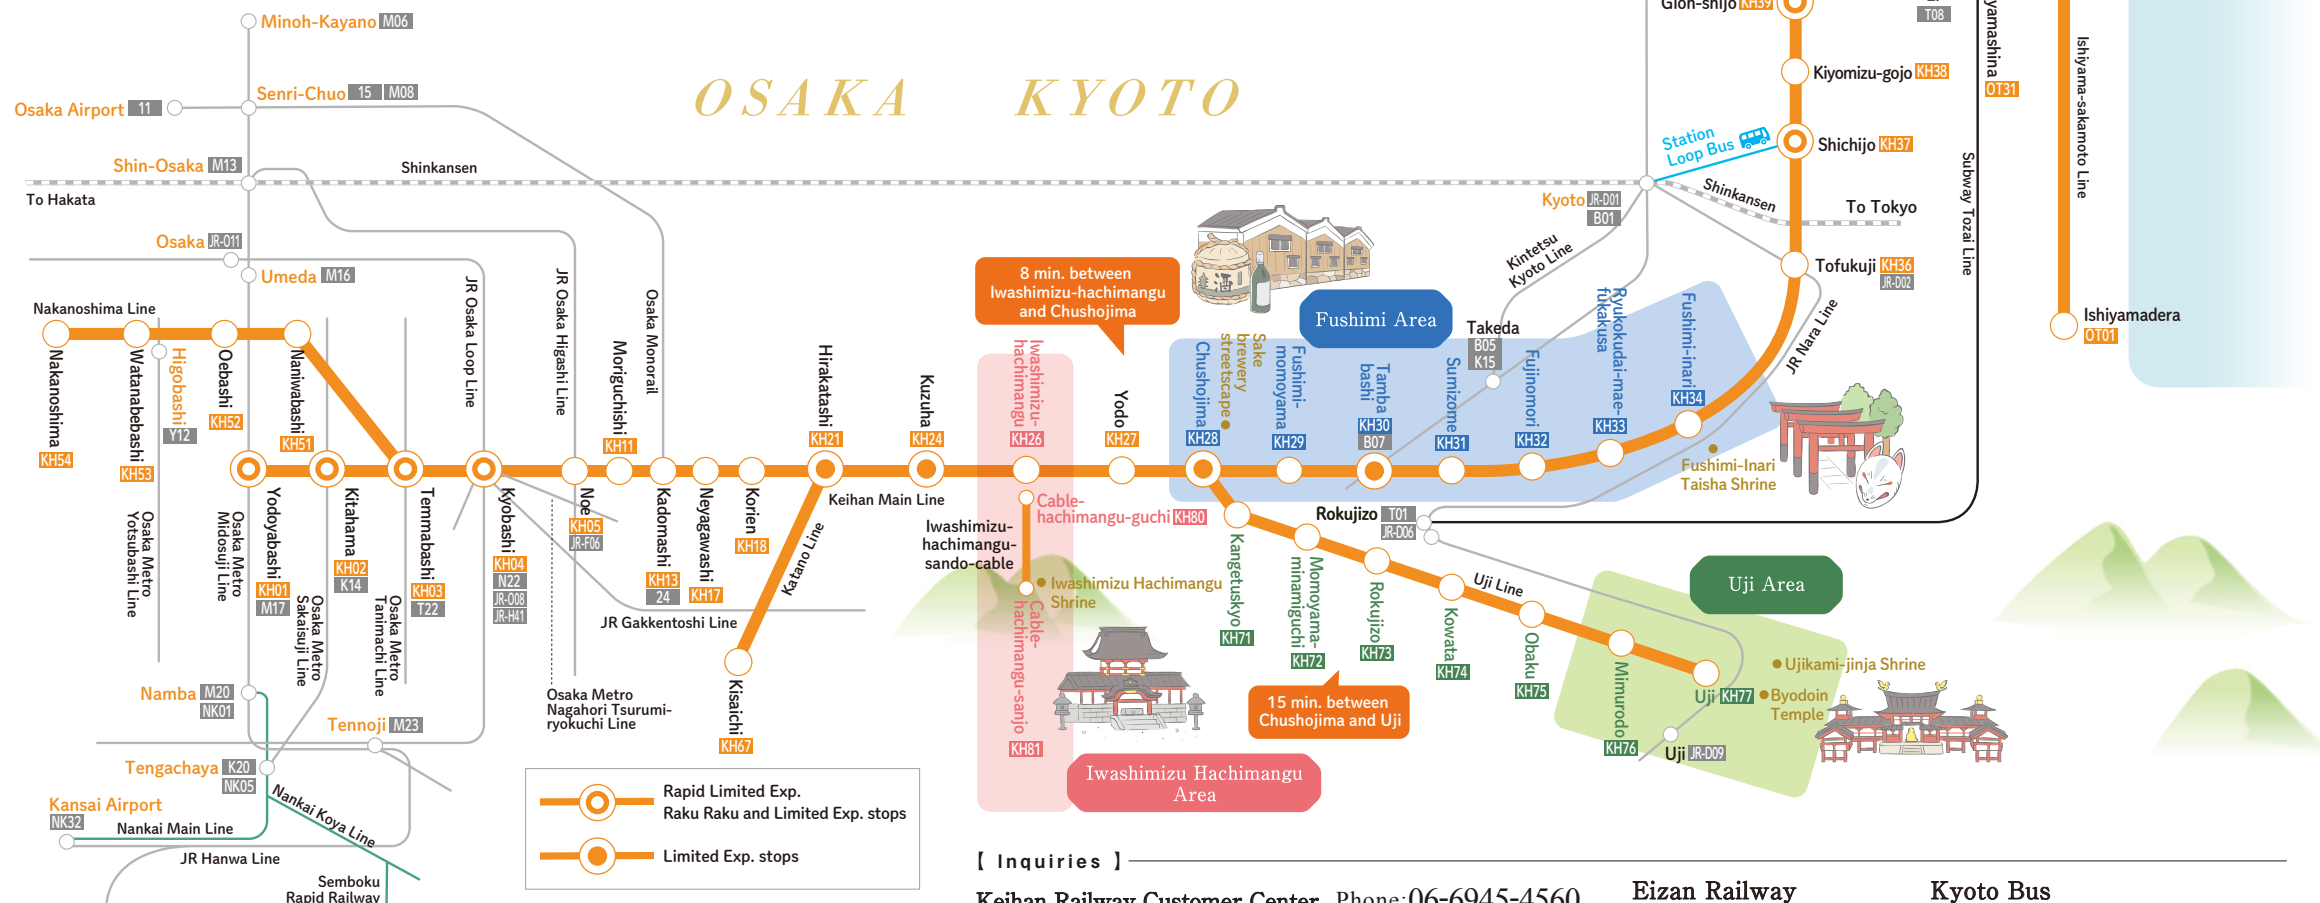 Minoh-Kayano M06
Senri-Chuo 15 M08
Osaka Airport 11
Shin-Osaka M13
Shinkansen
To Hakata
Osaka JR-O11
Umeda M16
OSAKA KYOTO
Gion-shijo KH39
T08
Kiyomizu-gojo KH38
yamashina
OT31
Ishiyama-sakamoto Line
Station
Loop Bus
Shichijo KH37
Subway Tozai Line
Kyoto JR-D01
B01
Shinkansen
To Tokyo
Kintetsu
Kyoto Line
Tofukuji KH36
JR-D02
JR Nara Line
Ishiyamadera
OT01
Nakanoshima Line
Nakanoshima
KH54
Watanabebashi
KH53
Higobashi
Y12
Oebashi
KH52
Naniwabashi
KH51
JR Osaka Loop Line
JR Osaka Higashi Line
Osaka Monorail
Moriguchishi
KH11
Hirakatashi
KH21
Kuzuha
KH24
8 min. between
Iwashimizu-hachimangu
and Chushojima
Iwashimizu-
hachimangu
KH26
Yodo
KH27
酒
Fushimi Area
Chushojima
KH28
Sake
brewery
streetscape
Fushimi-
momoyama
KH29
Tamba
bashi
KH30
B07
Takeda
B05
K15
Sumizome
KH31
Fujinomori
KH32
Ryukokudai-mae-
fukakusa
KH33
Fushimi-inari
KH34
Fushimi-Inari
Taisha Shrine
Osaka Metro
Yotsubashi Line
Osaka Metro
Midosuji Line
Yodoyabashi
KH01
M17
Kitahama
KH02
K14
Osaka Metro
Sakaisuji Line
Temmabashi
KH03
T22
Osaka Metro
Tanimachi Line
Kyobashi
KH04
N22
JR-O08
JR-H41
Noe
KH05
JR-F06
Kadomashi
KH13
24
Neyagawashi
KH17
Korien
KH18
Keihan Main Line
Katano Line
Kisaichi
KH67
JR Gakkentoshi Line
Osaka Metro
Nagahori Tsurumi-
ryokuchi Line
Iwashimizu-
hachimangu-
sando-cable
Cable-
hachimangu-guchi KH80
Iwashimizu Hachimangu
Shrine
Cable-
hachimangu-sanjo
KH81
Iwashimizu Hachimangu
Area
Kangetuskyo
KH71
Momoyama-
minamiguchi
KH72
Rokujizo
KH73
Kowata
KH74
Obaku
KH75
Uji Line
Rokujizo T01
JR-D06
Uji Area
Mimurodo
KH76
Uji KH77
Ujikami-jinja Shrine
Byodoin
Temple
Uji JR-D09
15 min. between
Chushojima and Uji
Namba M20
NK01
Tennoji M23
Tengachaya K20
NK05
Kansai Airport
NK32
Nankai Main Line
Nankai Koya Line
JR Hanwa Line
Semboku
Rapid Railway
Rapid Limited Exp.
Raku Raku and Limited Exp. stops
Limited Exp. stops
【 Inquiries 】
Keihan Railway Customer Center Phone:06-6945-4560
Eizan Railway
Kyoto Bus